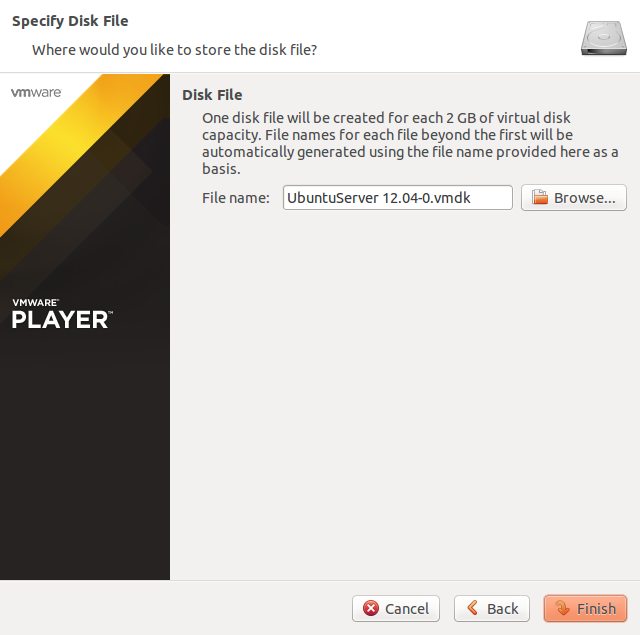 Specify Disk File
Where would you like to store the disk file?
vmware
Disk File
One disk file will be created for each 2 GB of virtual disk
capacity. File names for each file beyond the first will be
automatically generated using the file name provided here as a
basis.
File name: UbuntuServer 12.04-0.vmdk Browse...
VMWARE™
PLAYER™
Cancel Back Finish